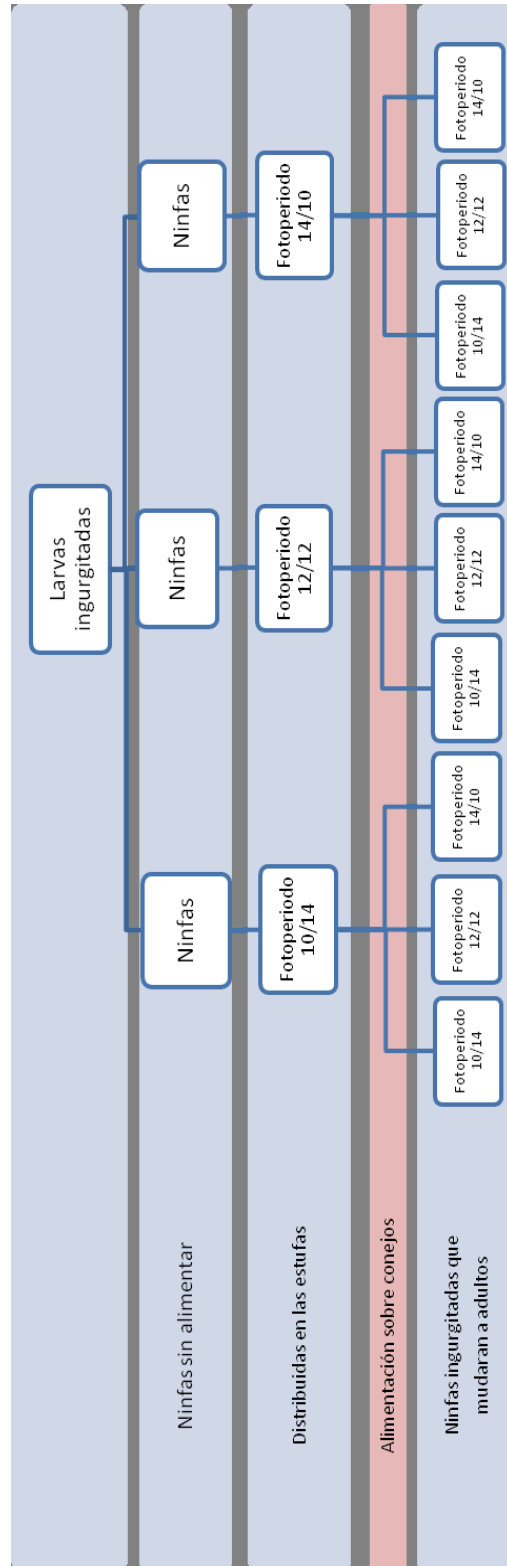 Larvas
ingurgitadas
Ninfas sin alimentar
Ninfas
Ninfas
Ninfas
Distribuidas en las estufas
Fotoperiodo
10/14
Fotoperiodo
12/12
Fotoperiodo
14/10
Alimentación sobre conejos
Ninfas ingurgitadas que
mudaran a adultos
Fotoperiodo
10/14
Fotoperiodo
12/12
Fotoperiodo
14/10
Fotoperiodo
10/14
Fotoperiodo
12/12
Fotoperiodo
14/10
Fotoperiodo
10/14
Fotoperiodo
12/12
Fotoperiodo
14/10